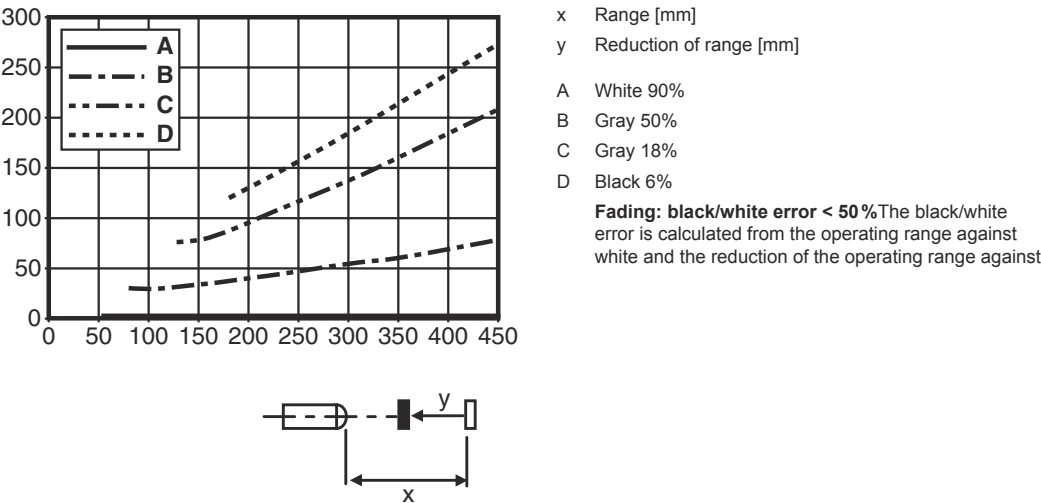 300
250
200
150
100
50
0
0 50 100 150 200 250 300 350 400 450
A
B
C
D
y
x
x Range [mm]
y Reduction of range [mm]
A White 90%
B Gray 50%
C Gray 18%
D Black 6%
Fading: black/white error < 50 %The black/white
error is calculated from the operating range against
white and the reduction of the operating range against